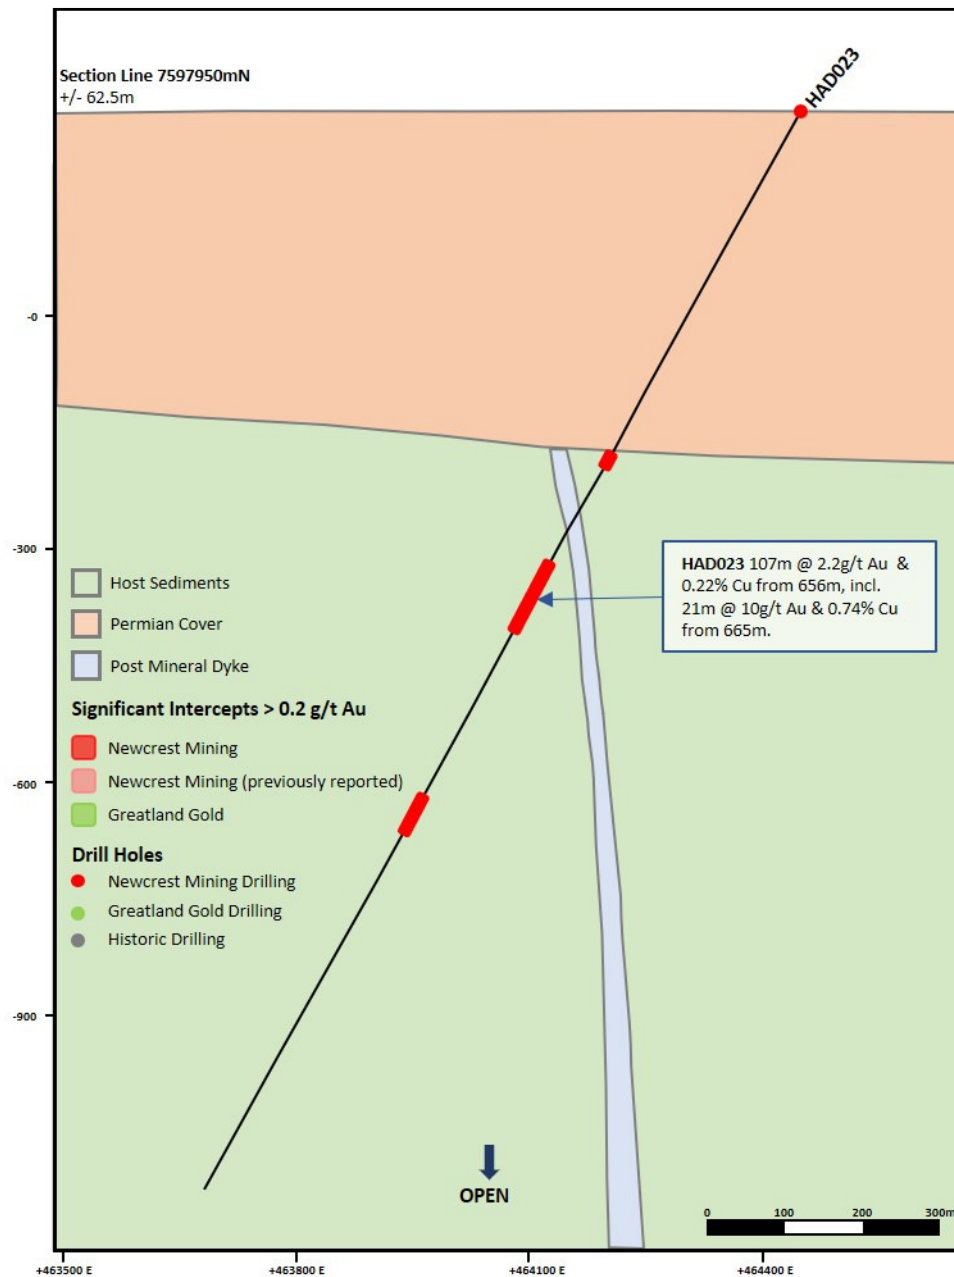 Section Line 7597950mN
+/- 62.5m
HAD023
-0
-300
HAD023 107m @ 2.2g/t Au &
0.22% Cu from 656m, incl.
21m @ 10g/t Au & 0.74% Cu
from 665m.
Host Sediments
Permian Cover
Post Mineral Dyke
Significant Intercepts > 0.2 g/t Au
Newcrest Mining
-600
Newcrest Mining (previously reported)
Greatland Gold
Drill Holes
Newcrest Mining Drilling
Greatland Gold Drilling
Historic Drilling
-900
OPEN
0 100 200 300m
+463500 E +463800 E +464100 E +464400 E